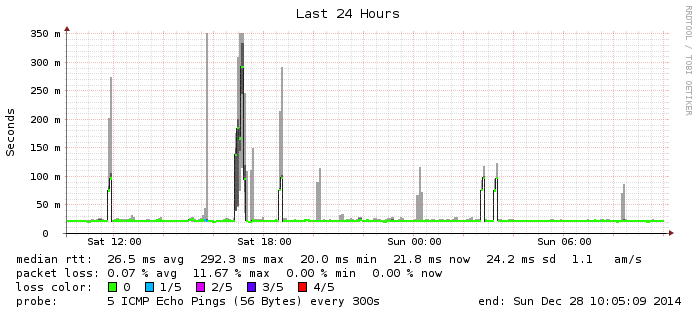 Last 24 Hours
RRDTOOL / TOBI OETIKER
Seconds
350 m
300 m
250 m
200 m
150 m
100 m
50 m
0
Sat 12:00 Sat 18:00 Sun 00:00 Sun 06:00
median rtt: 26.5 ms avg 292.3 ms max 20.0 ms min 21.8 ms now 24.2 ms sd 1.1 am/s
packet loss: 0.07 % avg 11.67 % max 0.00 % min 0.00 % now
loss color: 0 1/5 2/5 3/5 4/5
probe: 5 ICMP Echo Pings (56 Bytes) every 300s end: Sun Dec 28 10:05:09 2014